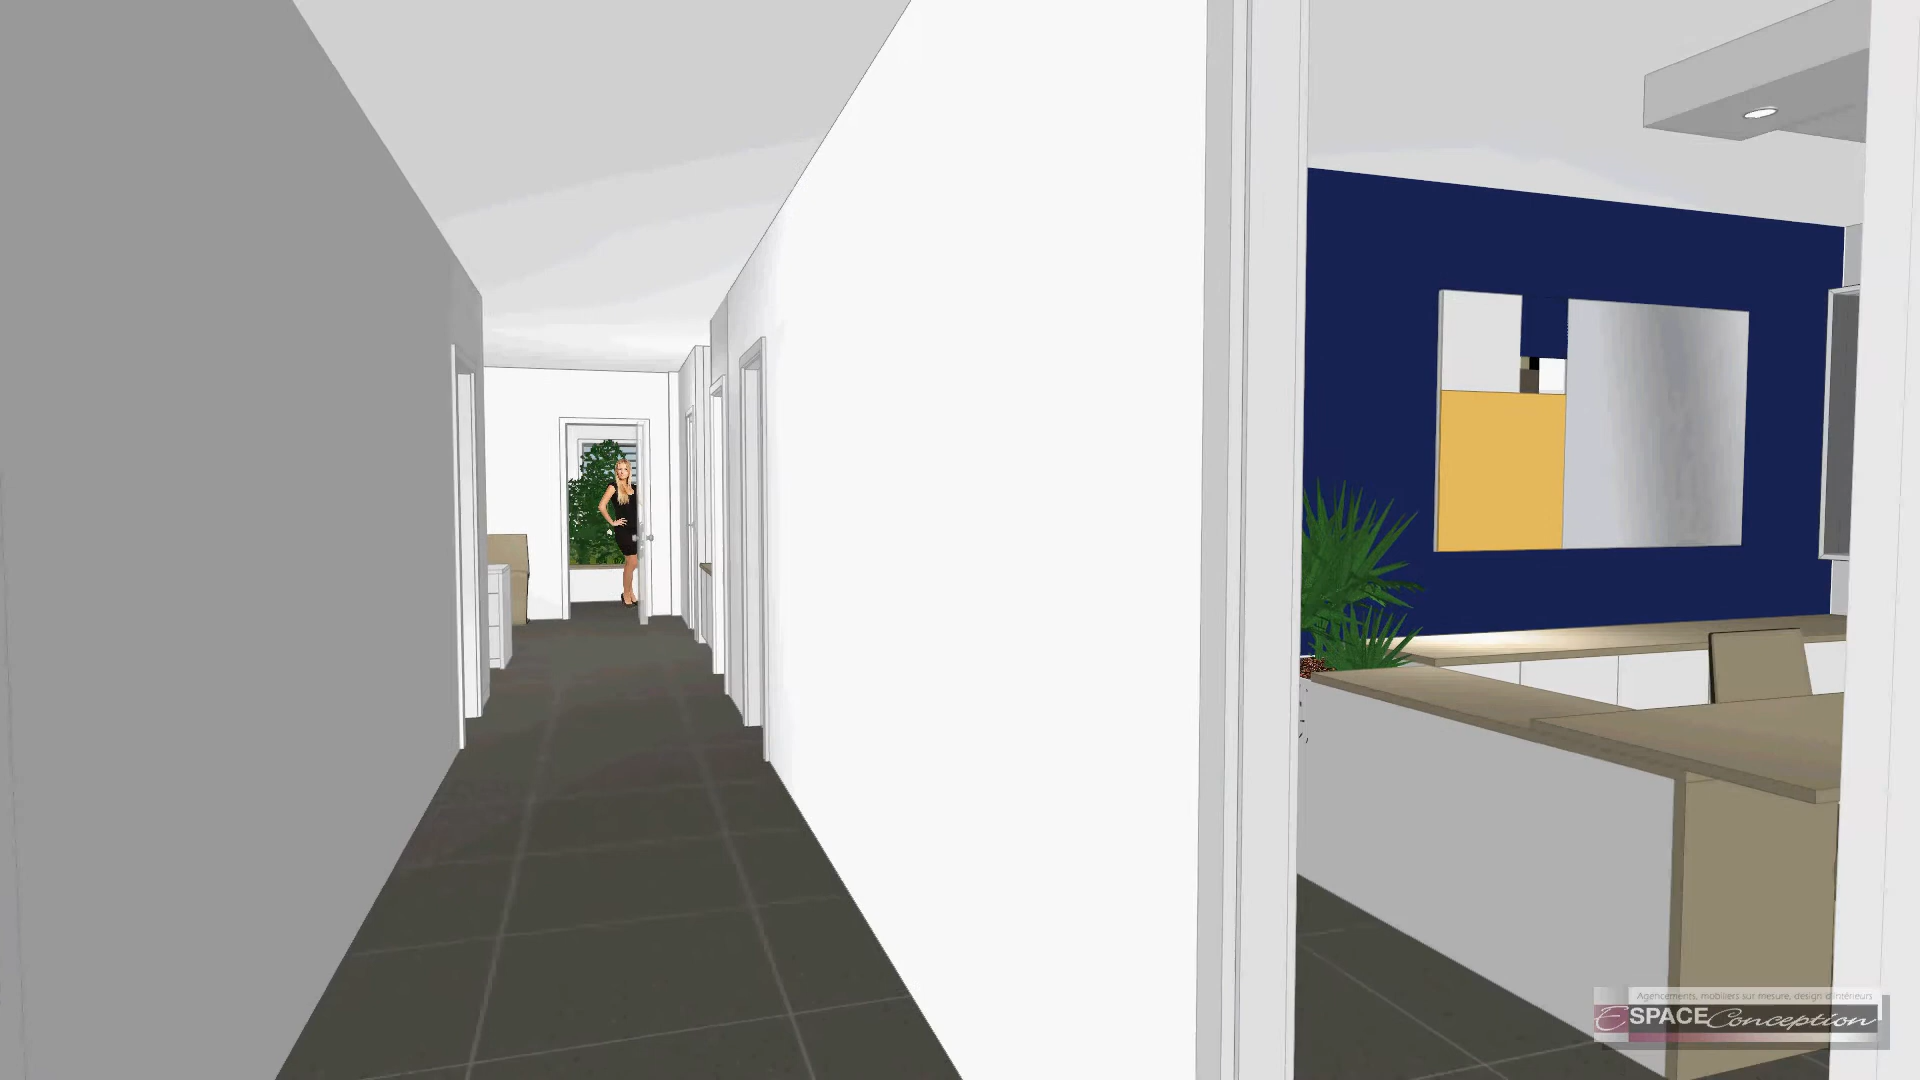 Agencements, mobiliers sur mesure, design d'intérieurs
ESPACE Conception